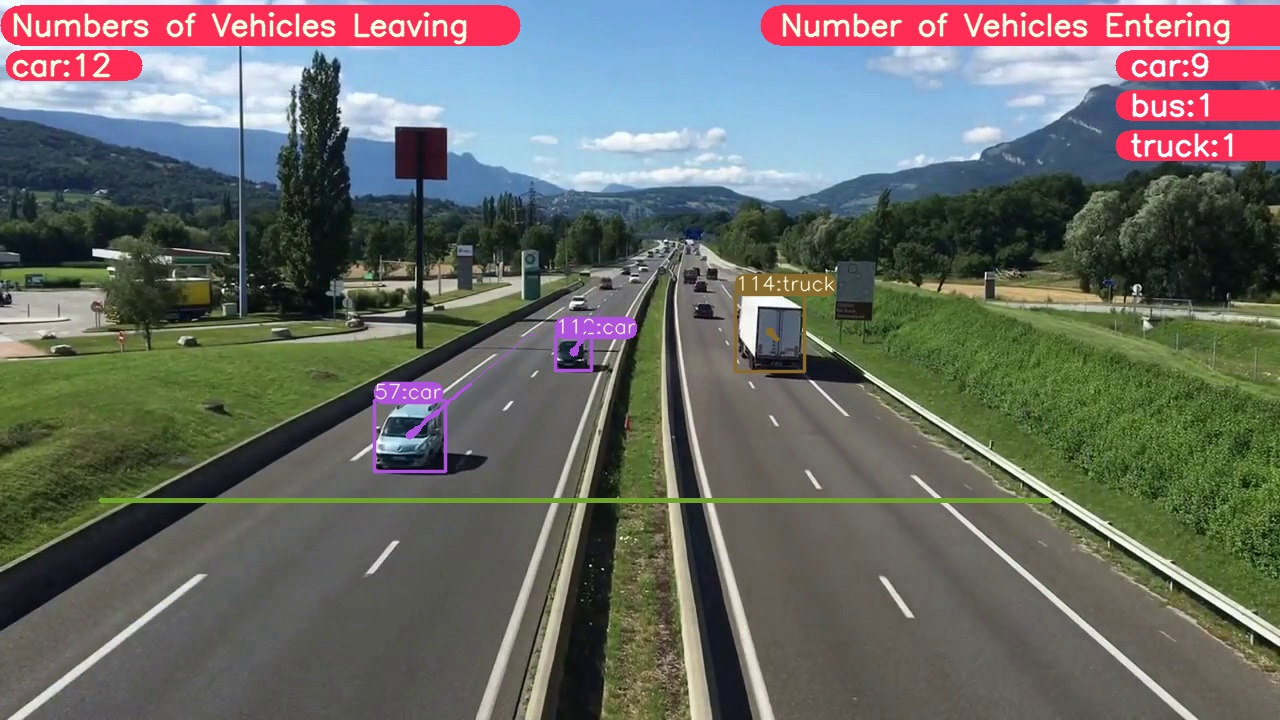 Numbers of Vehicles Leaving
car:12
Number of Vehicles Entering
car:9
bus:1
truck:1
114:truck
112:car
57:car